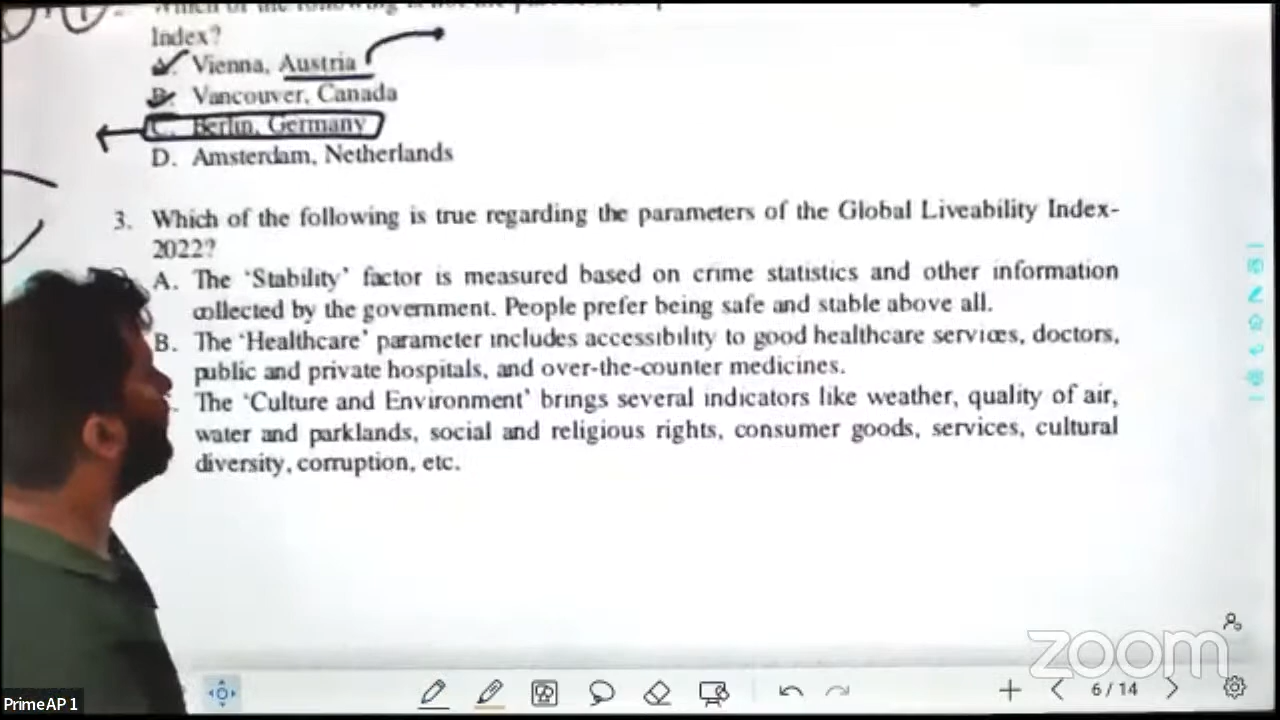 Index?
A. Vienna, Austria
B. Vancouver, Canada
C. Berlin, Germany
D. Amsterdam, Netherlands
3. Which of the following is true regarding the parameters of the Global Liveability Index-
2022?
A. The ‘Stability’ factor is measured based on crime statistics and other information
collected by the government. People prefer being safe and stable above all.
B. The ‘Healthcare’ parameter includes accessibility to good healthcare services, doctors,
public and private hospitals, and over-the-counter medicines.
The ‘Culture and Environment’ brings several indicators like weather, quality of air,
water and parklands, social and religious rights, consumer goods, services, cultural
diversity, corruption, etc.
zoom
6 / 14
PrimeAP 1